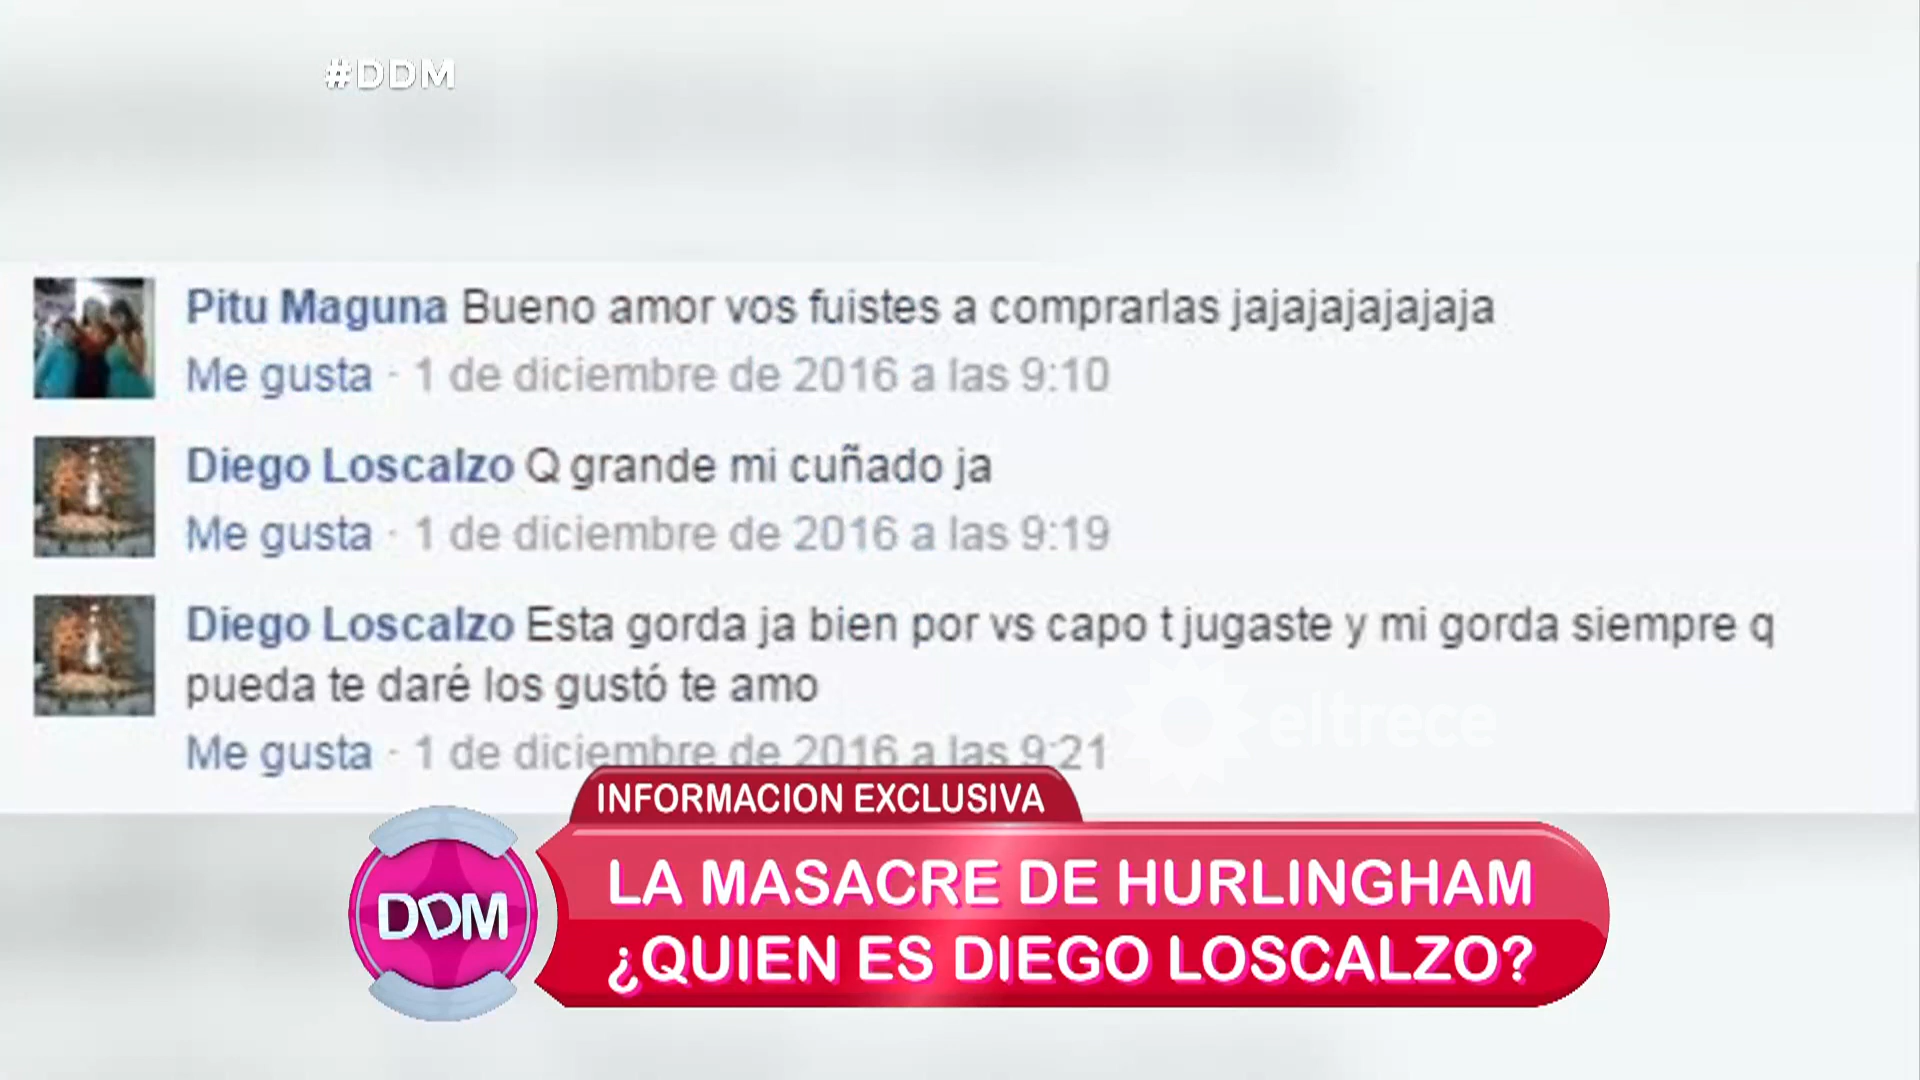 #DDM
Pitu Maguna Bueno amor vos fuistes a comprarlas jajajajajajaja
Me gusta · 1 de diciembre de 2016 a las 9:10
Diego Loscalzo Q grande mi cuñado ja
Me gusta · 1 de diciembre de 2016 a las 9:19
Diego Loscalzo Esta gorda ja bien por vs capo t jugaste y mi gorda siempre q
pueda te daré los gustó te amo
eltrece
Me gusta · 1 de diciembre de 2016 a las 9:21
INFORMACION EXCLUSIVA
DDM
LA MASACRE DE HURLINGHAM
¿QUIEN ES DIEGO LOSCALZO?